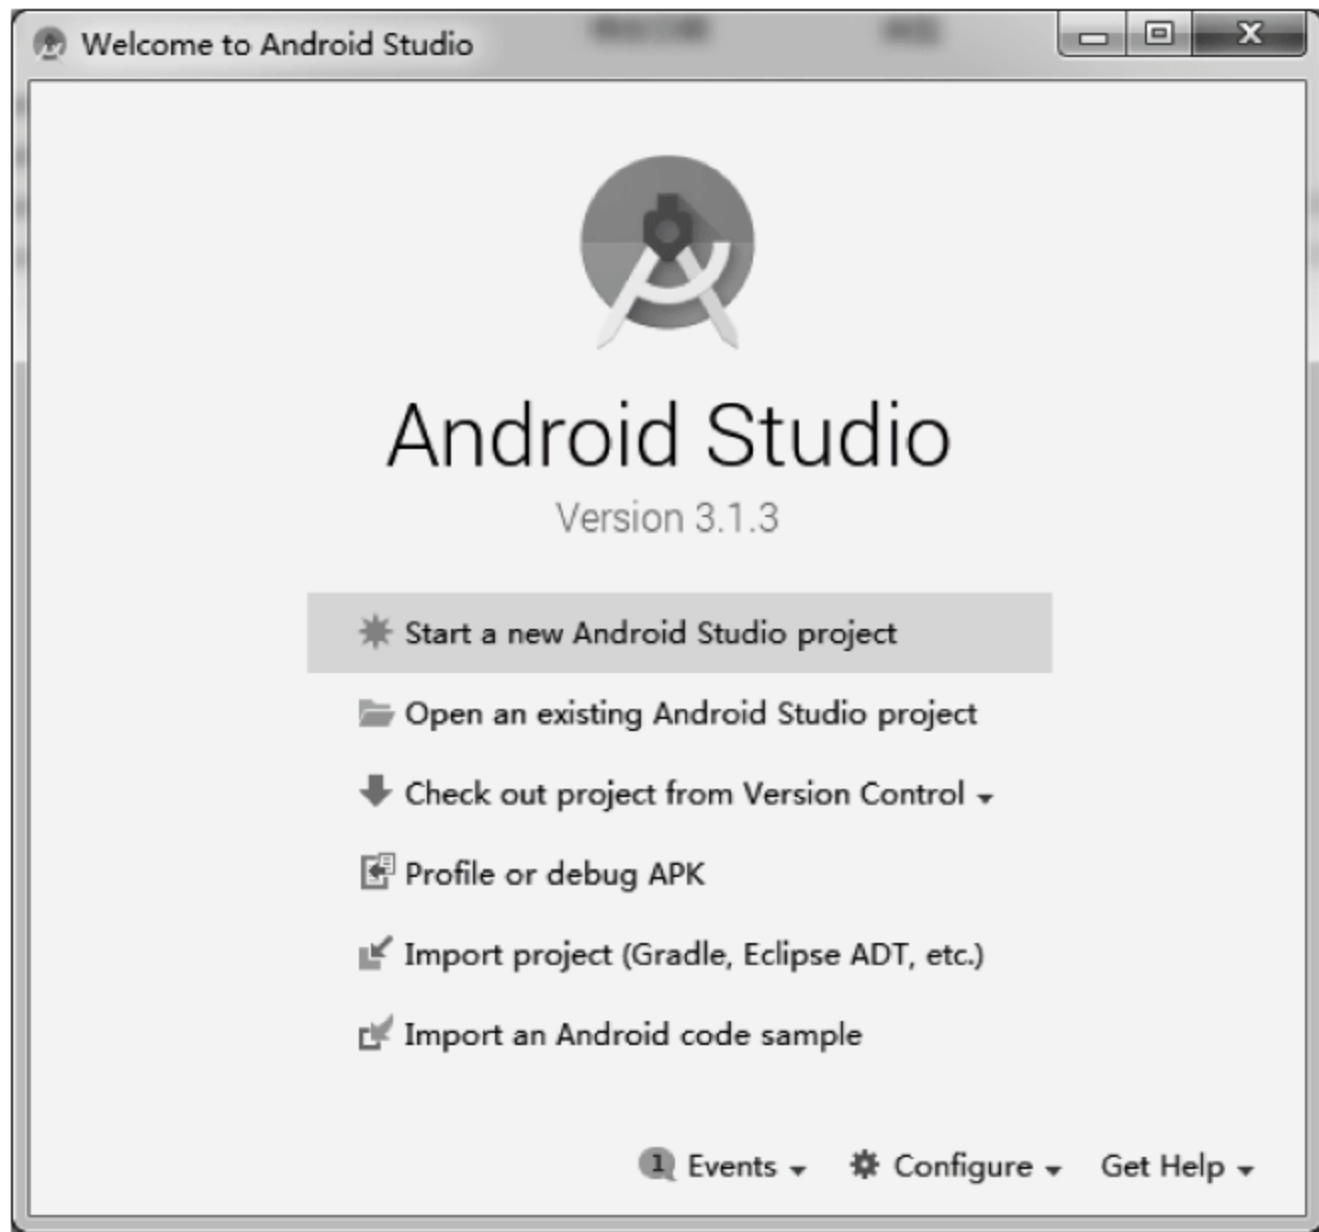 Welcome to Android Studio
Android Studio
Version 3.1.3
Start a new Android Studio project
Open an existing Android Studio project
Check out project from Version Control
Profile or debug APK
Import project (Gradle, Eclipse ADT, etc.)
Import an Android code sample
1 Events Configure Get Help